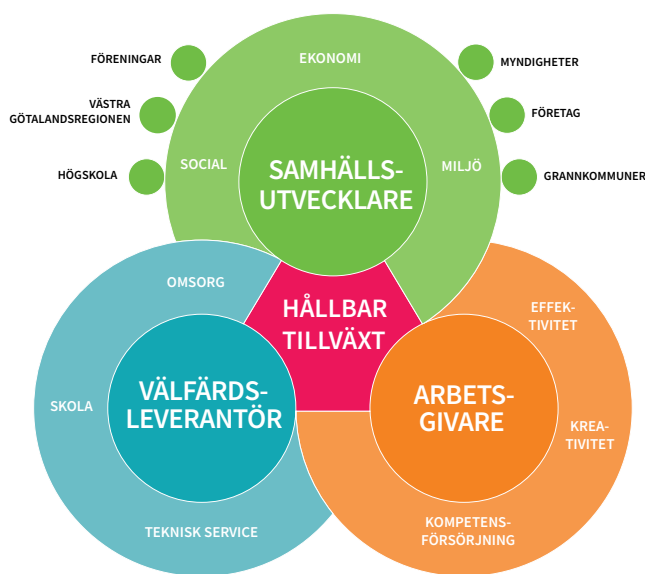 EKONOMI
FÖRENINGAR
MYNDIGHETER
VÄSTRA
GÖTALANDSREGIONEN
FÖRETAG
SOCIAL
MILJÖ
HÖGSKOLA
GRANNKOMMUNER
SAMHÄLLS-
UTVECKLARE
OMSORG
HÅLLBAR
TILLVÄXT
EFFEK-
TIVITET
VÄLFÄRDS-
LEVERANTÖR
SKOLA
ARBETS-
GIVARE
KREA-
TIVITET
TEKNISK SERVICE
KOMPETENS-
FÖRSÖRJNING